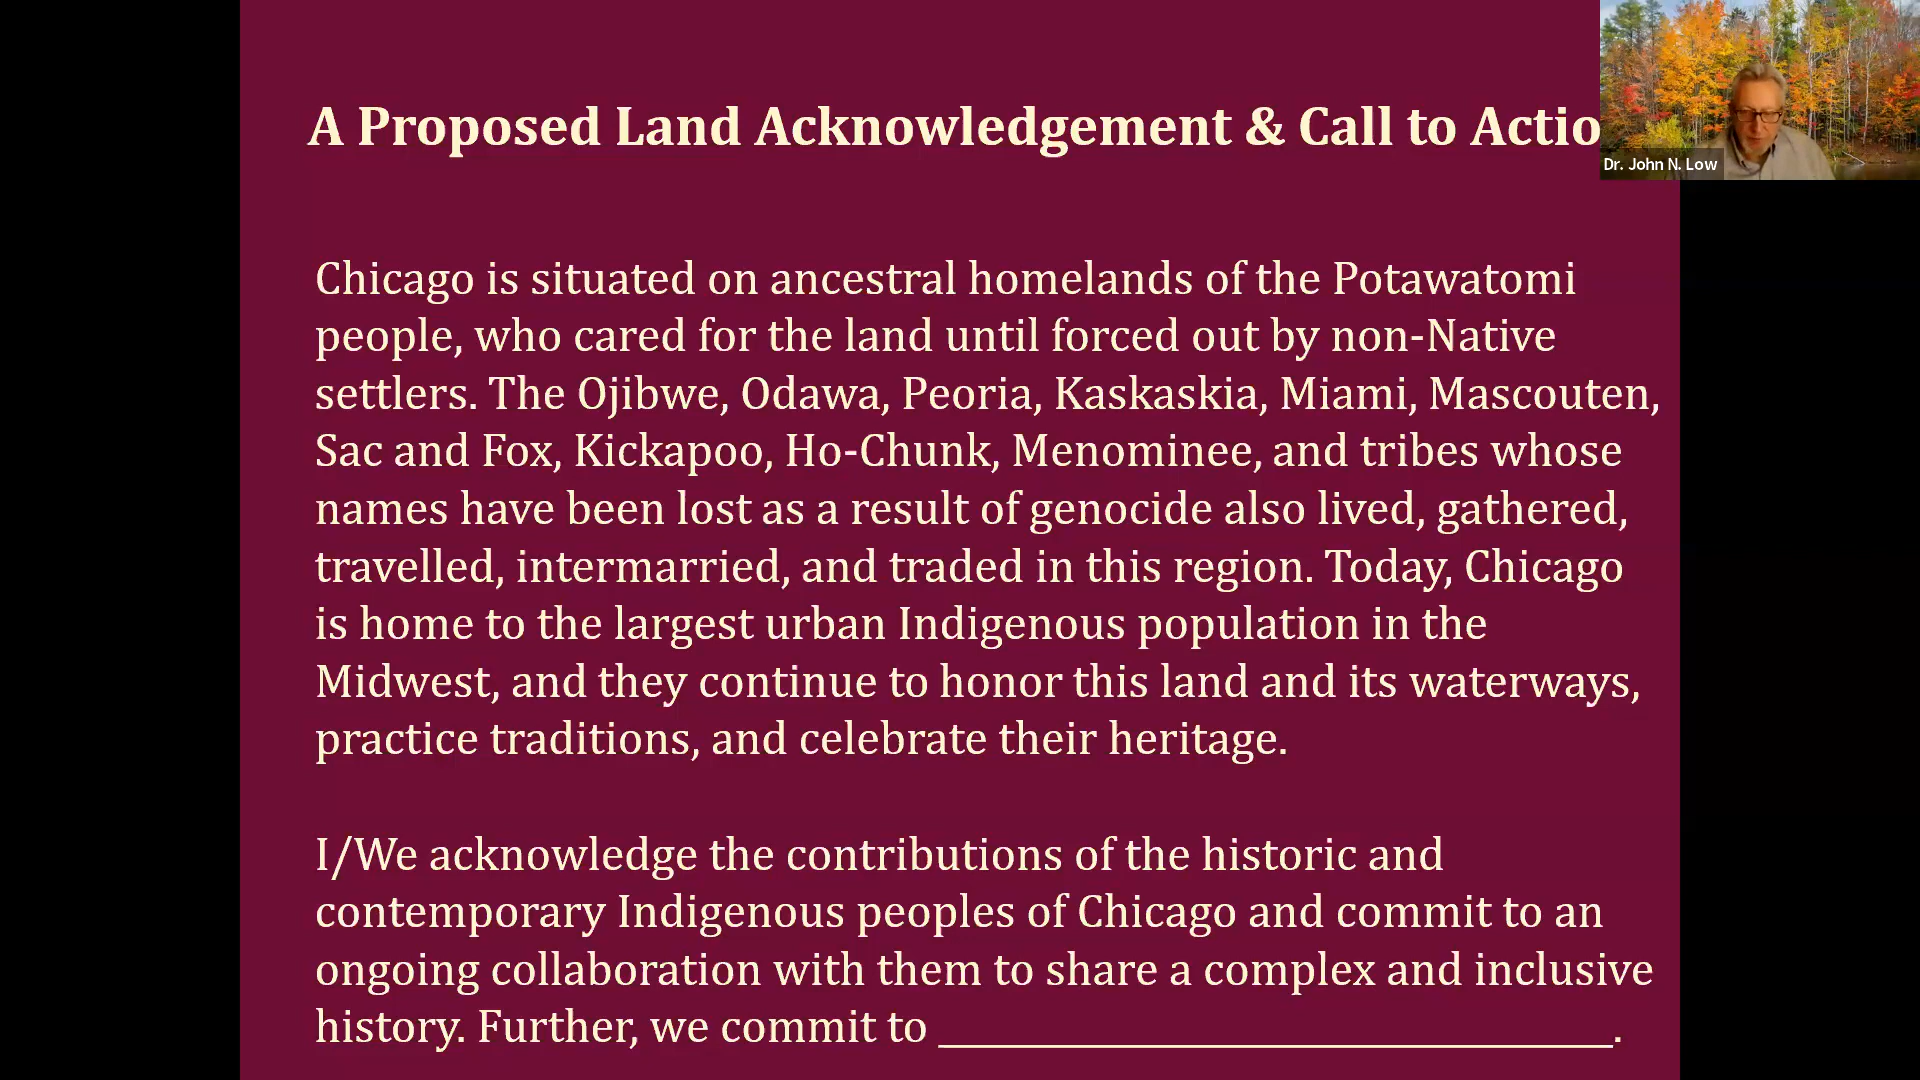 A Proposed Land Acknowledgement & Call to Actio
Dr. John N. Low
Chicago is situated on ancestral homelands of the Potawatomi
people, who cared for the land until forced out by non-Native
settlers. The Ojibwe, Odawa, Peoria, Kaskaskia, Miami, Mascouten,
Sac and Fox, Kickapoo, Ho-Chunk, Menominee, and tribes whose
names have been lost as a result of genocide also lived, gathered,
travelled, intermarried, and traded in this region. Today, Chicago
is home to the largest urban Indigenous population in the
Midwest, and they continue to honor this land and its waterways,
practice traditions, and celebrate their heritage.
I/We acknowledge the contributions of the historic and
contemporary Indigenous peoples of Chicago and commit to an
ongoing collaboration with them to share a complex and inclusive
history. Further, we commit to ______________________________.